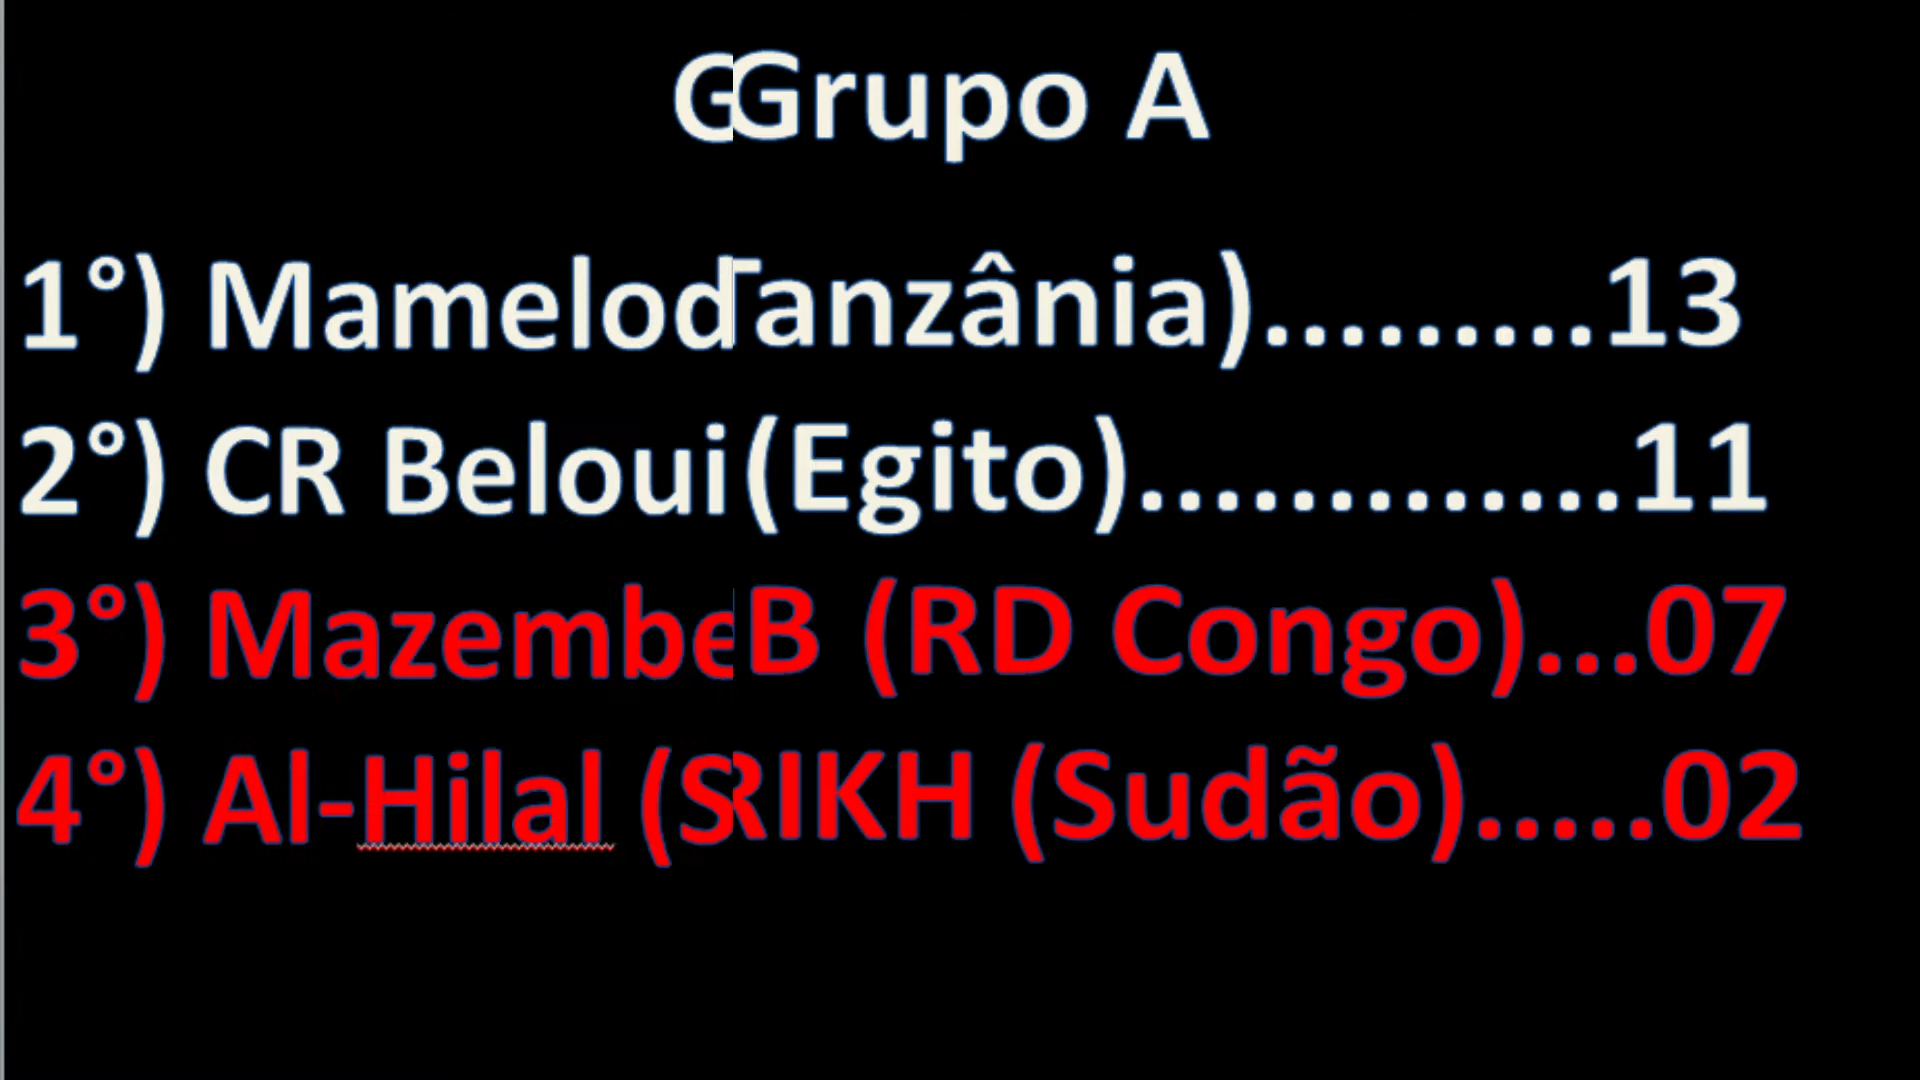 GGrupo A
1°) MamelodTanzânia).........13
2°) CR Beloui(Egito).............11
3°) MazembeB (RD Congo)...07
4°) Al-Hilal (SRIKH (Sudão).....02